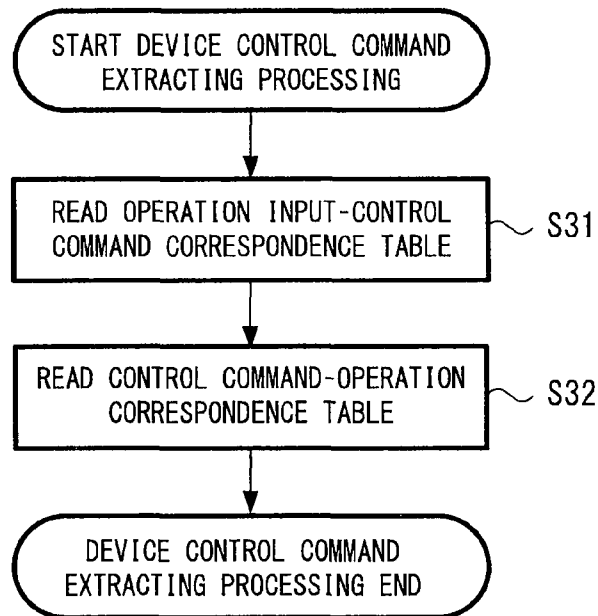 START DEVICE CONTROL COMMAND
EXTRACTING PROCESSING
READ OPERATION INPUT-CONTROL
COMMAND CORRESPONDENCE TABLE
S31
READ CONTROL COMMAND-OPERATION
CORRESPONDENCE TABLE
S32
DEVICE CONTROL COMMAND
EXTRACTING PROCESSING END